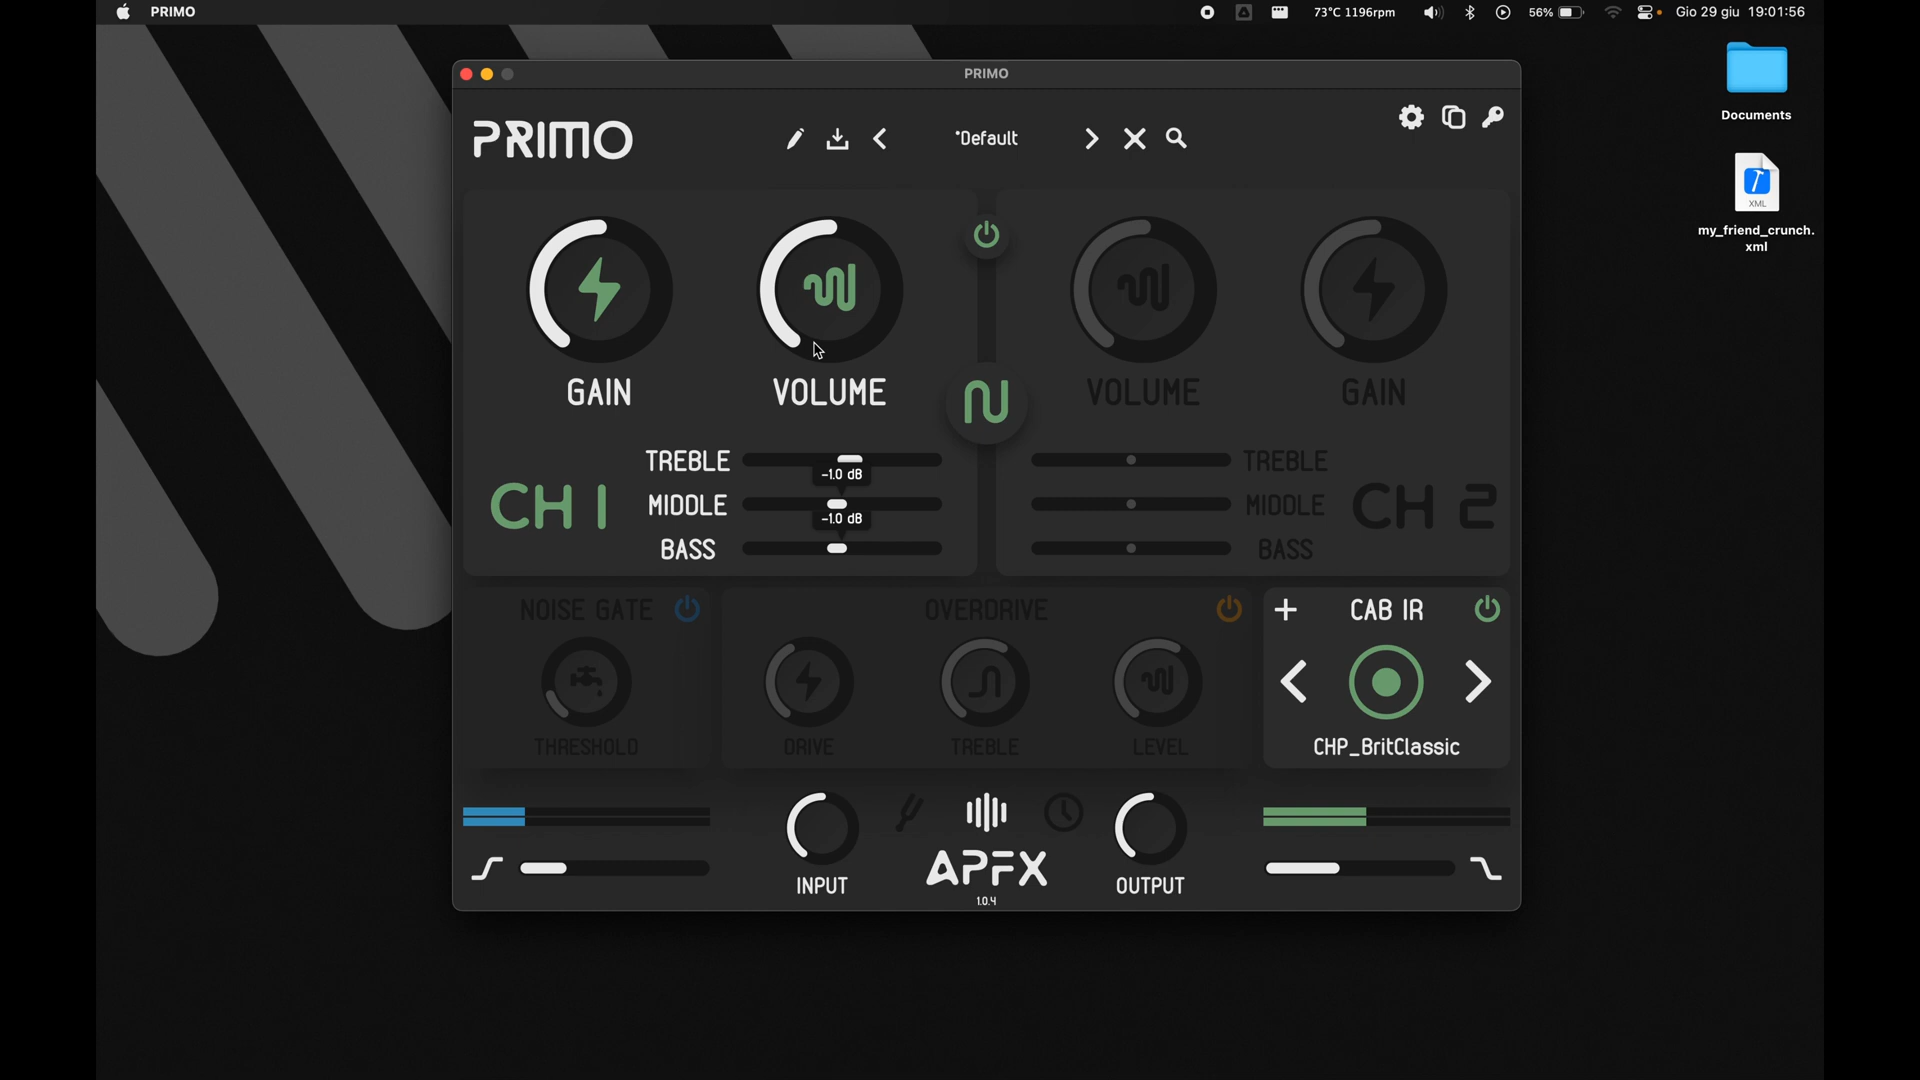 PRIMO
73°C 1196rpm
56%
Gio 29 giu 19:01:56
PRIMO
Documents
XML
my_friend_crunch.
xml
PRIMO
*Default
GAIN
VOLUME
VOLUME
GAIN
CH 1
TREBLE
-1.0 dB
MIDDLE
-1.0 dB
BASS
TREBLE
MIDDLE
BASS
CH 2
NOISE GATE
THRESHOLD
OVERDRIVE
DRIVE
TREBLE
LEVEL
CAB IR
CHP_BritClassic
INPUT
APFX
1.0.4
OUTPUT